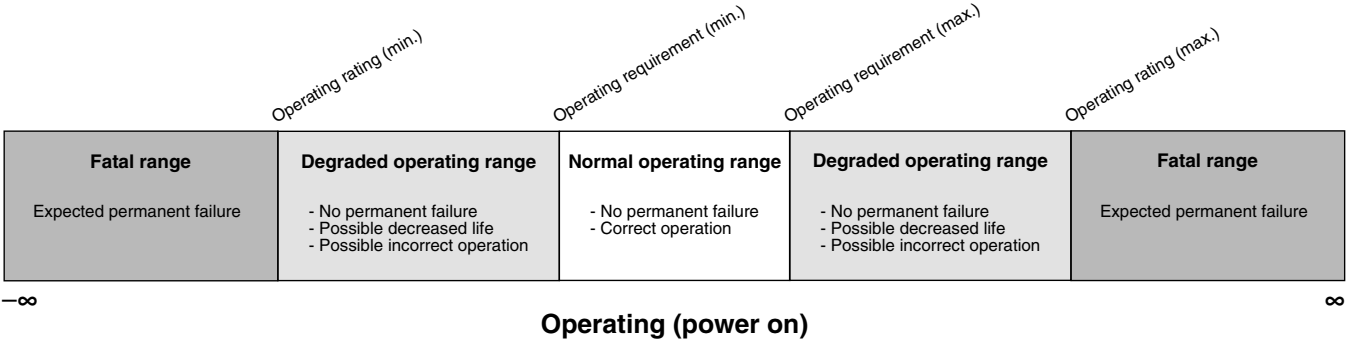 Operating rating (min.)
Operating requirement (min.)
Operating requirement (max.)
Operating rating (max.)
Fatal range
Expected permanent failure
Degraded operating range
- No permanent failure
- Possible decreased life
- Possible incorrect operation
Normal operating range
- No permanent failure
- Correct operation
Degraded operating range
- No permanent failure
- Possible decreased life
- Possible incorrect operation
Fatal range
Expected permanent failure
–∞
∞
Operating (power on)